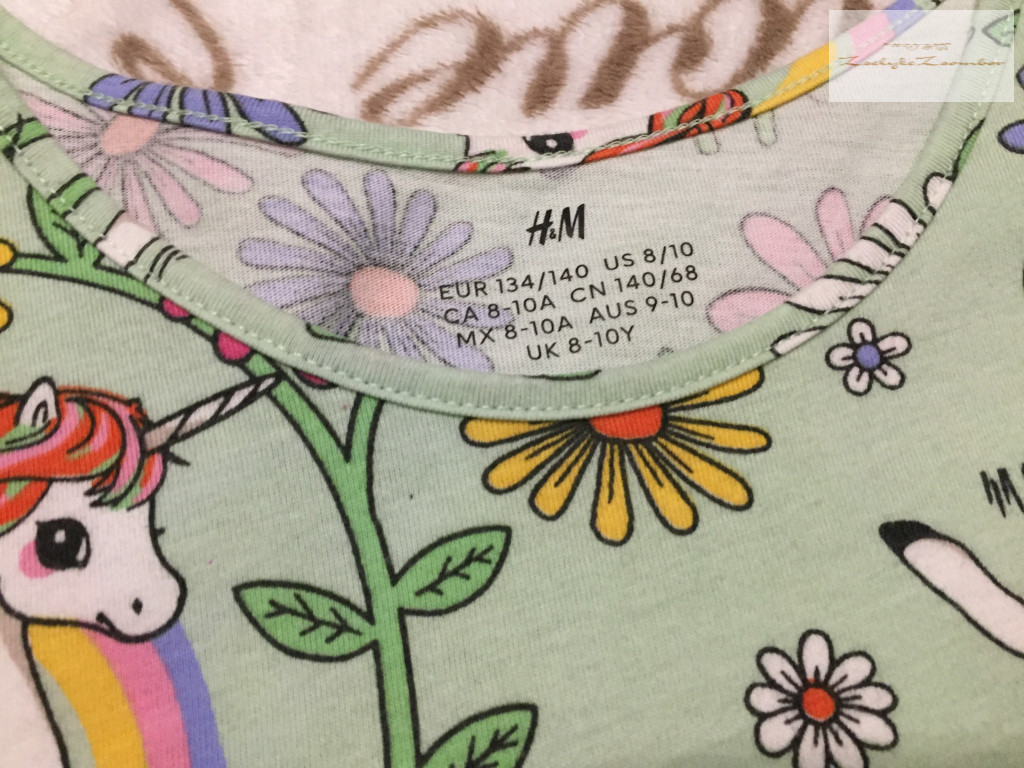 H&M
EUR 134/140 US 8/10
CA 8-10A CN 140/68
MX 8-10A AUS 9-10
UK 8-10Y